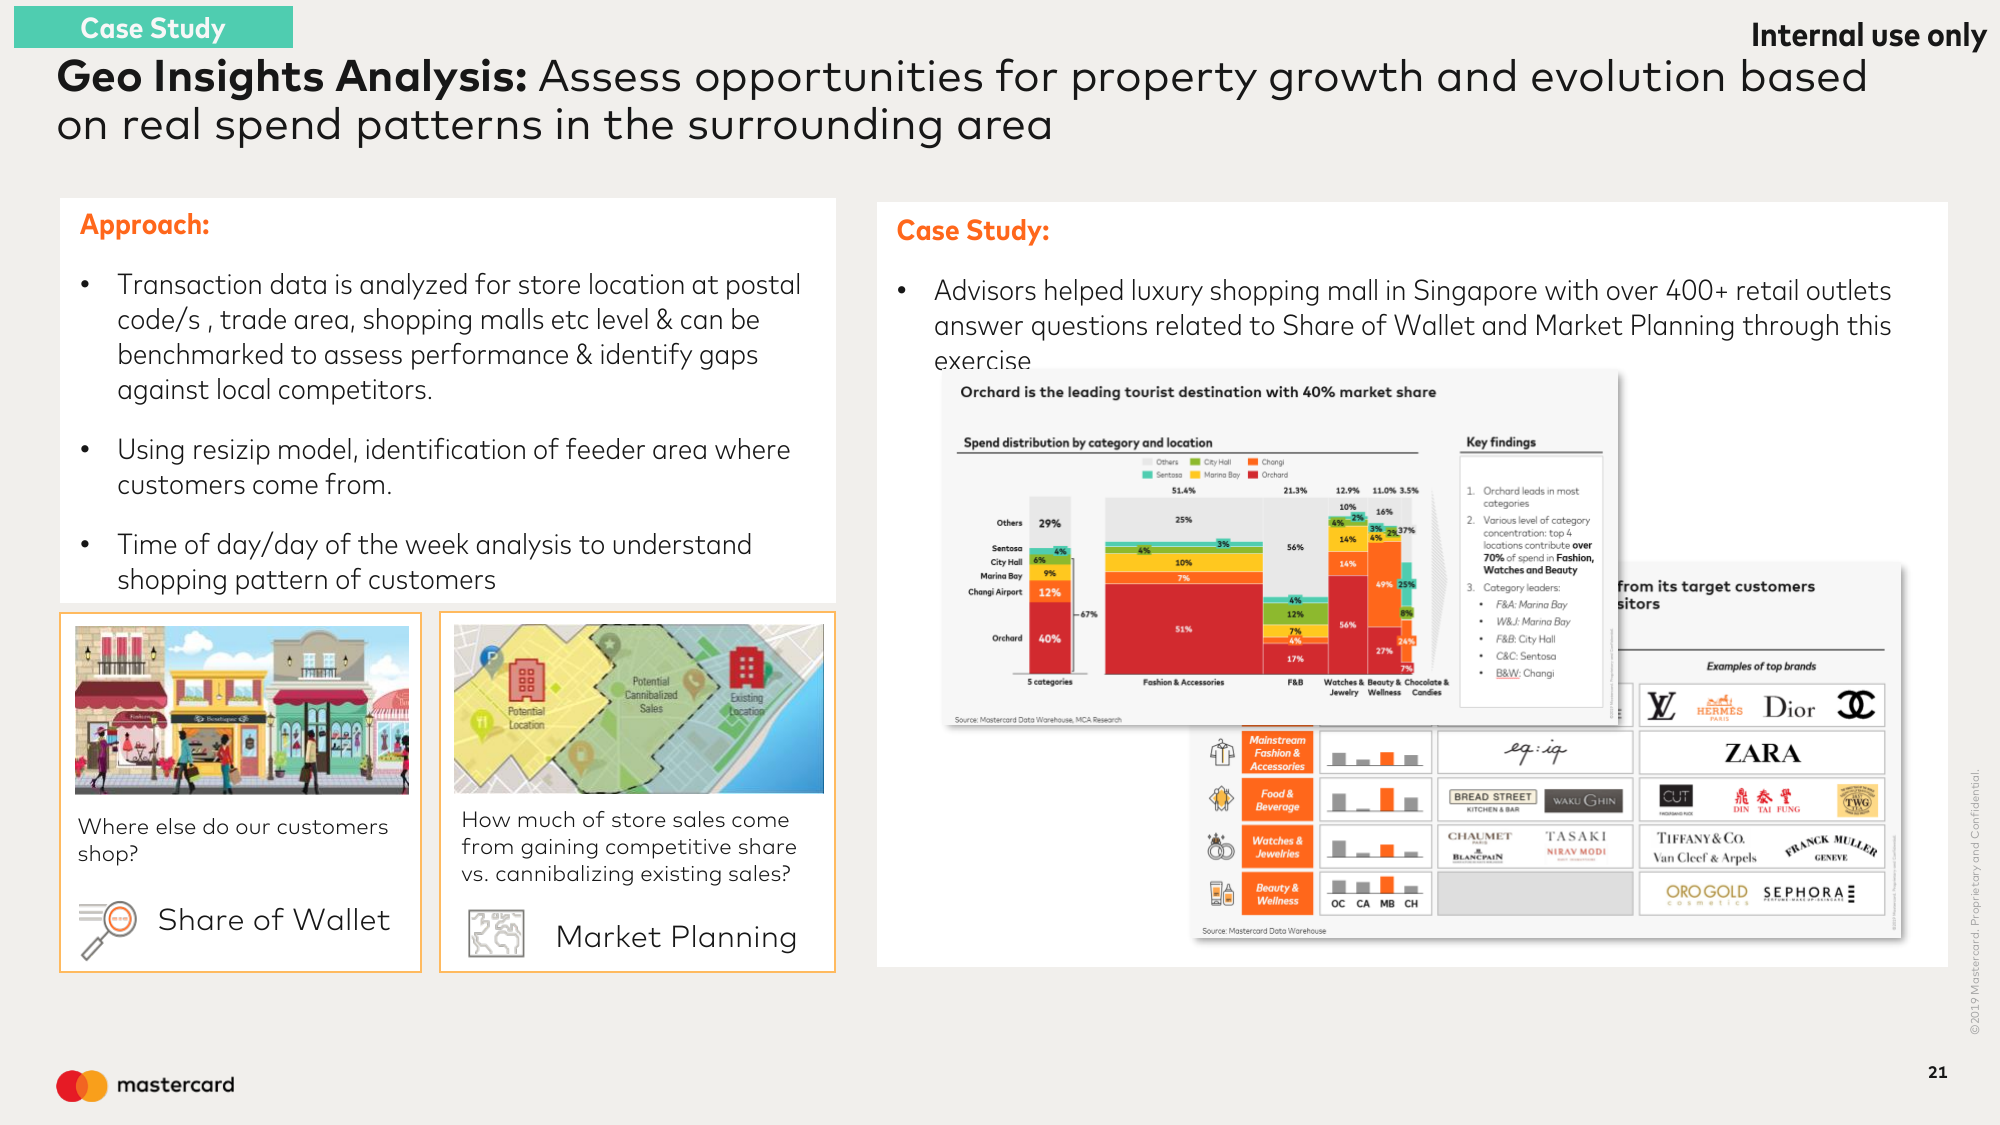 Case Study
Internal use only
Geo Insights Analysis: Assess opportunities for property growth and evolution based
on real spend patterns in the surrounding area
Approach:
• Transaction data is analyzed for store location at postal
code/s , trade area, shopping malls etc level & can be
benchmarked to assess performance & identify gaps
against local competitors.
• Using resizip model, identification of feeder area where
customers come from.
• Time of day/day of the week analysis to understand
shopping pattern of customers
Fashion
Boutique
Where else do our customers
shop?
Share of Wallet
P
Potential
Location
Potential
Cannibalized
Sales
Existing
Location
How much of store sales come
from gaining competitive share
vs. cannibalizing existing sales?
Market Planning
Case Study:
• Advisors helped luxury shopping mall in Singapore with over 400+ retail outlets
answer questions related to Share of Wallet and Market Planning through this
exercise
Orchard is the leading tourist destination with 40% market share
Spend distribution by category and location
Others City Hall Changi
Sentosa Marina Bay Orchard
51.4% 21.3% 12.9% 11.0% 3.5%
Others 29% 25% 56% 10% 16% 37%
Sentosa 4% 3% 4% 2% 3% 25%
City Hall 6% 4% 12% 4% 2% 8%
Marina Bay 9% 10% 7% 14% 4%
Changi Airport 12% 7% 4% 14% 49% 24%
67%
Orchard 40% 51% 17% 56% 27% 7%
5 categories Fashion & Accessories F&B Watches & Jewelry Beauty & Wellness Chocolate & Candies
Source: Mastercard Data Warehouse, MCA Research
Key findings
1. Orchard leads in most
categories
2. Various level of category
concentration: top 4
locations contribute over
70% of spend in Fashion,
Watches and Beauty
3. Category leaders:
• F&A: Marina Bay
• W&J: Marina Bay
• F&B: City Hall
• C&C: Sentosa
• B&W: Changi
from its target customers
sitors
Examples of top brands
HERMES
PARIS
Dior
Mainstream
Fashion &
Accessories
eq:iq
ZARA
Food &
Beverage
BREAD STREET
KITCHEN & BAR
WAKU GHIN
CUT
鼎泰豐
DIN TAI FUNG
TWG
Watches &
Jewelries
CHAUMET
PARIS
TASAKI
BLANCPAIN
NIRAV MODI
TIFFANY & CO.
Van Cleef & Arpels
FRANCK MULLER
GENEVE
Beauty &
Wellness
OC CA MB CH
OROGOLD
cosmetics
SEPHORA
Source: Mastercard Data Warehouse
©2019 Mastercard. Proprietary and Confidential.
mastercard
21